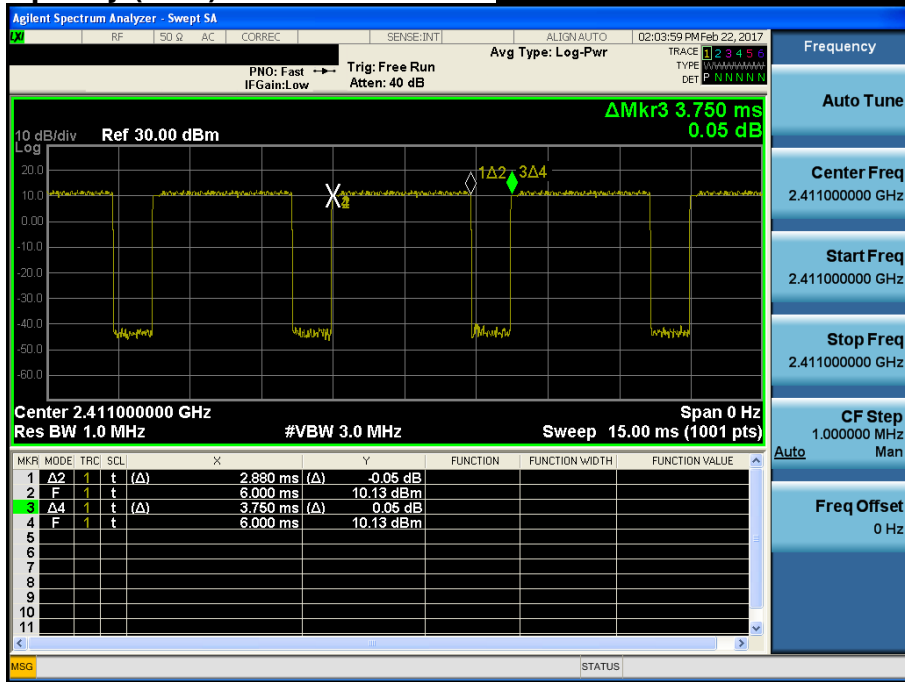 Agilent Spectrum Analyzer - Swept SA
LXI RF 50 Ω AC CORREC SENSE:INT ALIGN AUTO 02:03:59 PM Feb 22, 2017
Avg Type: Log-Pwr TRACE 1 2 3 4 5 6
PNO: Fast Trig: Free Run TYPE WWWWWW
IFGain:Low Atten: 40 dB DET P N N N N N
ΔMkr3 3.750 ms
0.05 dB
10 dB/div Ref 30.00 dBm
Log
20.0
10.0
0.00
-10.0
-20.0
-30.0
-40.0
-50.0
-60.0
1Δ2 3Δ4
X
Center 2.411000000 GHz Span 0 Hz
Res BW 1.0 MHz #VBW 3.0 MHz Sweep 15.00 ms (1001 pts)
MKR MODE TRC SCL X Y FUNCTION FUNCTION WIDTH FUNCTION VALUE
1 Δ2 1 t (Δ) 2.880 ms (Δ) -0.05 dB
2 F 1 t 6.000 ms 10.13 dBm
3 Δ4 1 t (Δ) 3.750 ms (Δ) 0.05 dB
4 F 1 t 6.000 ms 10.13 dBm
5
6
7
8
9
10
11
MSG STATUS
Frequency
Auto Tune
Center Freq
2.411000000 GHz
Start Freq
2.411000000 GHz
Stop Freq
2.411000000 GHz
CF Step
1.000000 MHz
Auto Man
Freq Offset
0 Hz